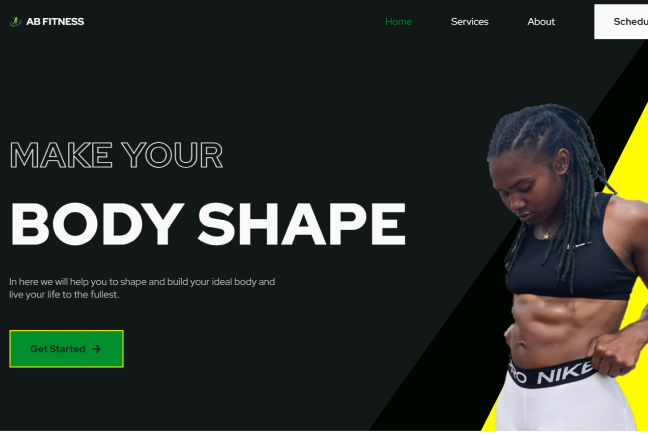 AB FITNESS
Home
Services
About
Schedu
MAKE YOUR
BODY SHAPE
In here we will help you to shape and build your ideal body and
live your life to the fullest.
Get Started
RO NIKE